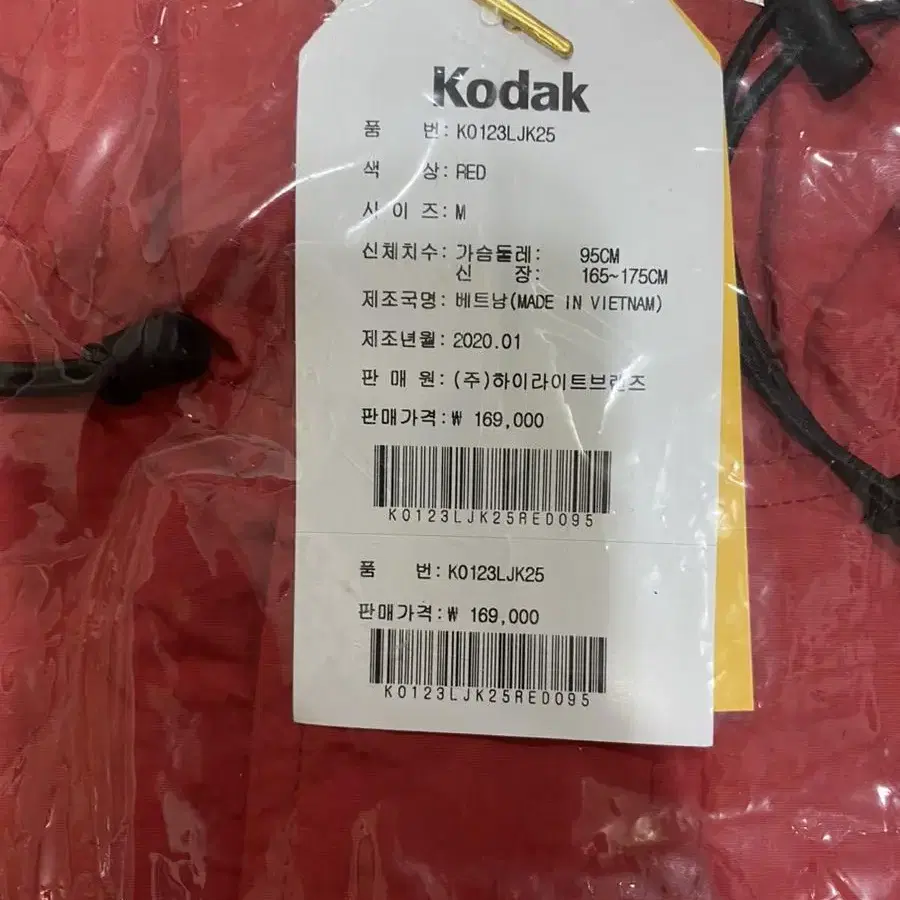 Kodak
품 번: K0123LJK25
색 상: RED
사 이 즈: M
신체치수: 가슴둘레: 95CM
신 장: 165~175CM
제조국명: 베트남(MADE IN VIETNAM)
제조년월: 2020.01
판 매 원: (주)하이라이트브랜즈
판매가격: ₩ 169,000
K0123LJK25RED095
품 번: K0123LJK25
판매가격: ₩ 169,000
K0123LJK25RED095